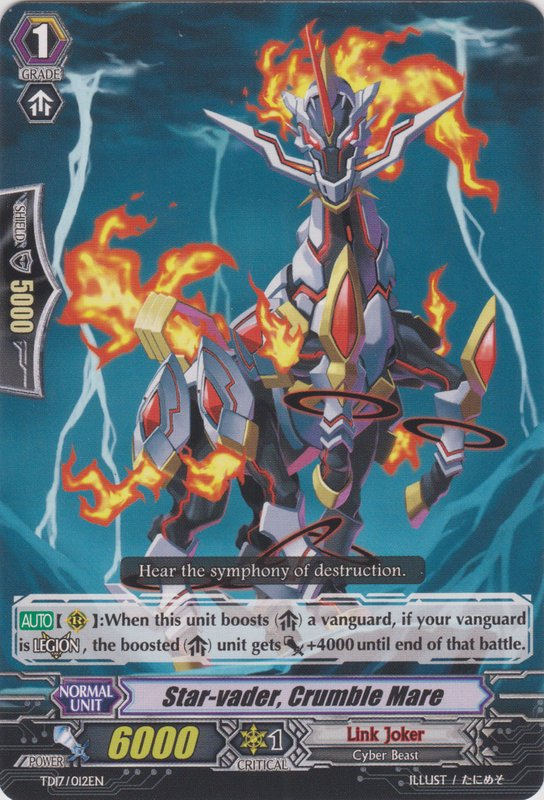 1
GRADE
SHIELD 5000
Hear the symphony of destruction.
AUTO【 R 】:When this unit boosts ( ) a vanguard, if your vanguard
is LEGION , the boosted ( ) unit gets +4000 until end of that battle.
NORMAL
UNIT
Star-vader, Crumble Mare
POWER 6000
1
CRITICAL
Link Joker
Cyber Beast
TD17/012EN
ILLUST / たにめそ